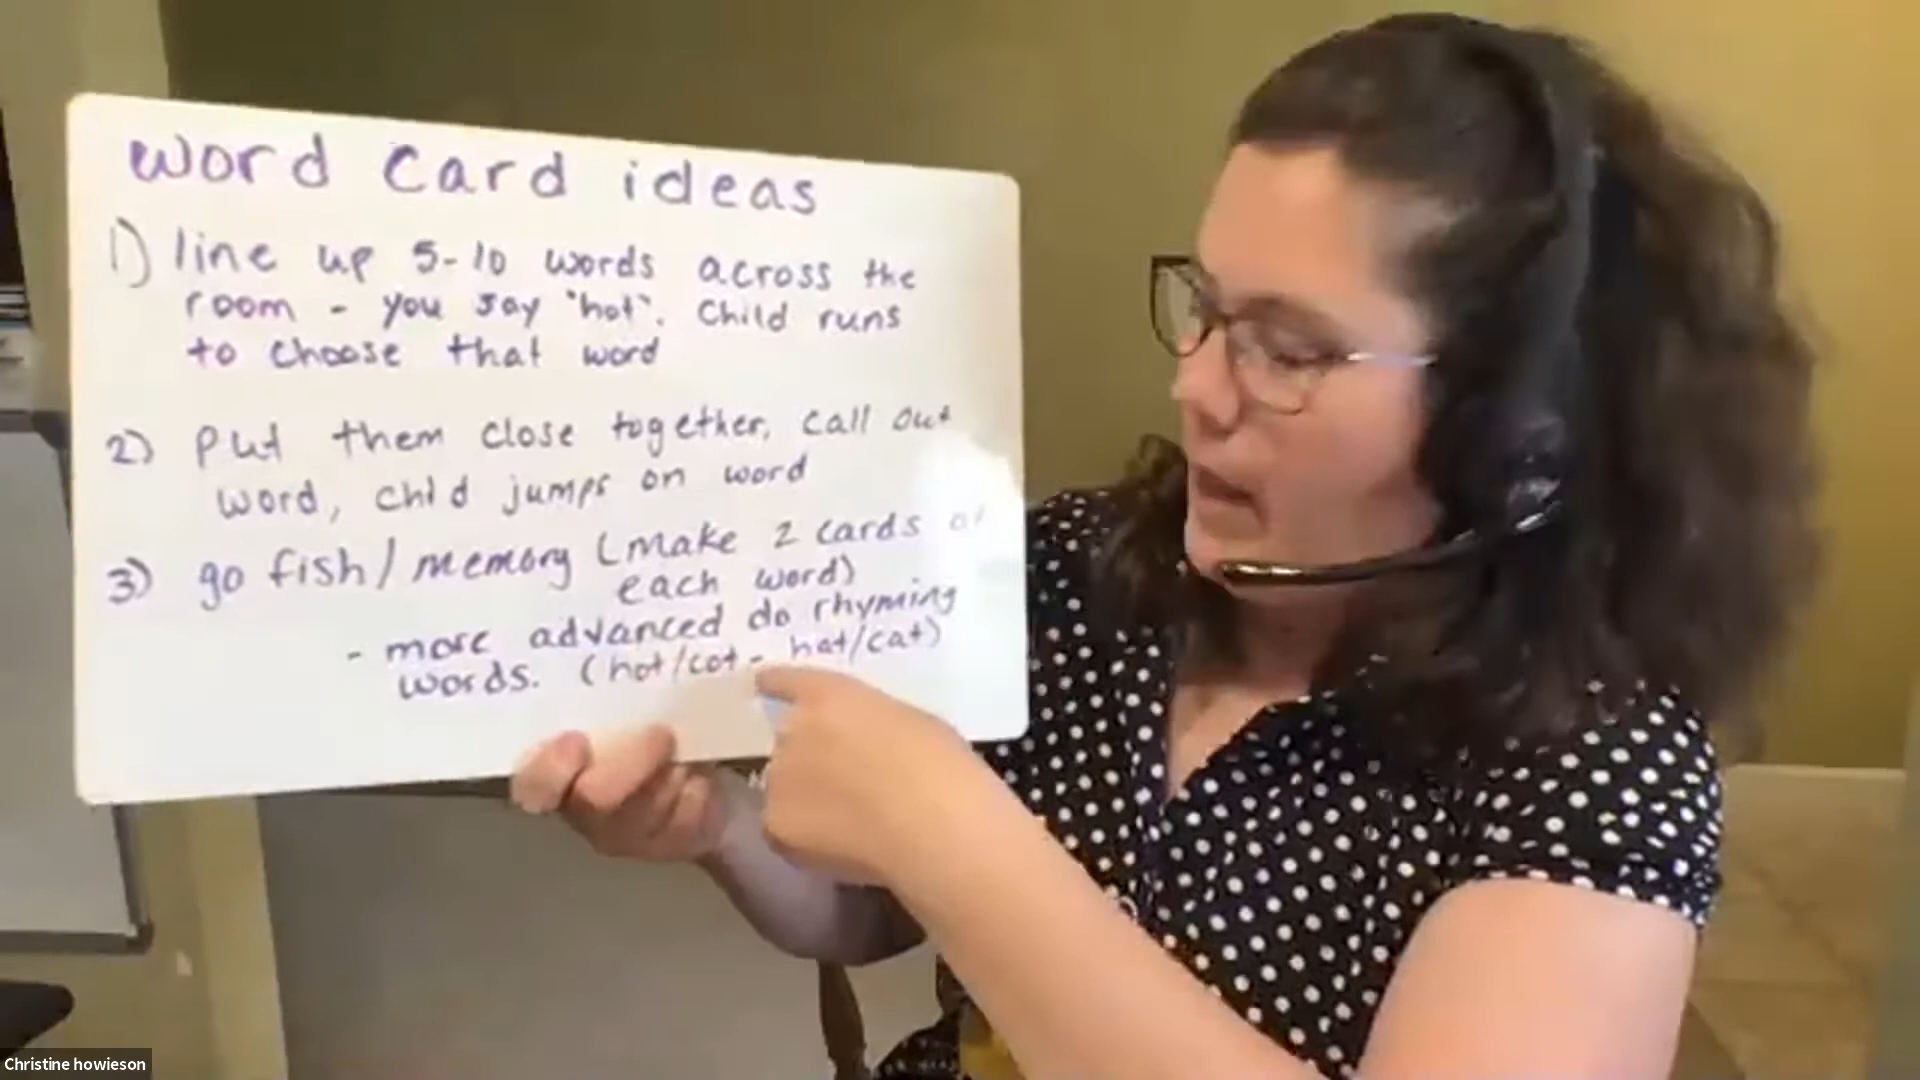 word card ideas
1) line up 5-10 words across the
room - you say "hot". Child runs
to choose that word
2) put them close together, call out
word, child jumps on word
3) go fish/memory (make 2 cards of
each word)
- more advanced do rhyming
words. (hot/cot - hat/cat)
Christine howieson